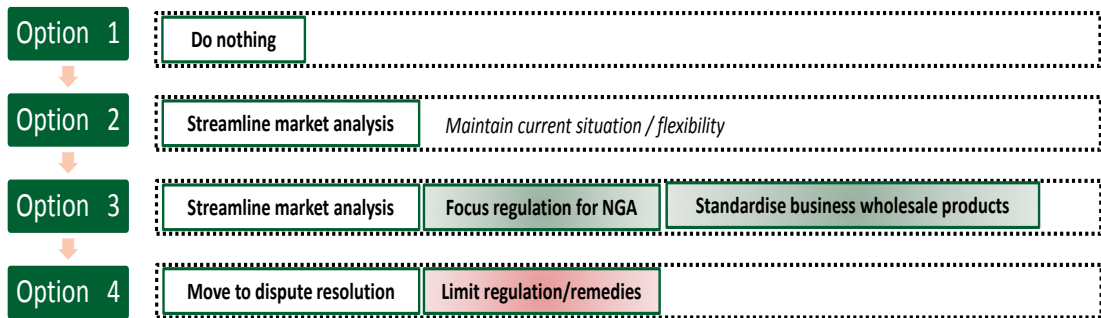 Option 1
Do nothing
Option 2
Streamline market analysis Maintain current situation / flexibility
Option 3
Streamline market analysis Focus regulation for NGA Standardise business wholesale products
Option 4
Move to dispute resolution Limit regulation/remedies